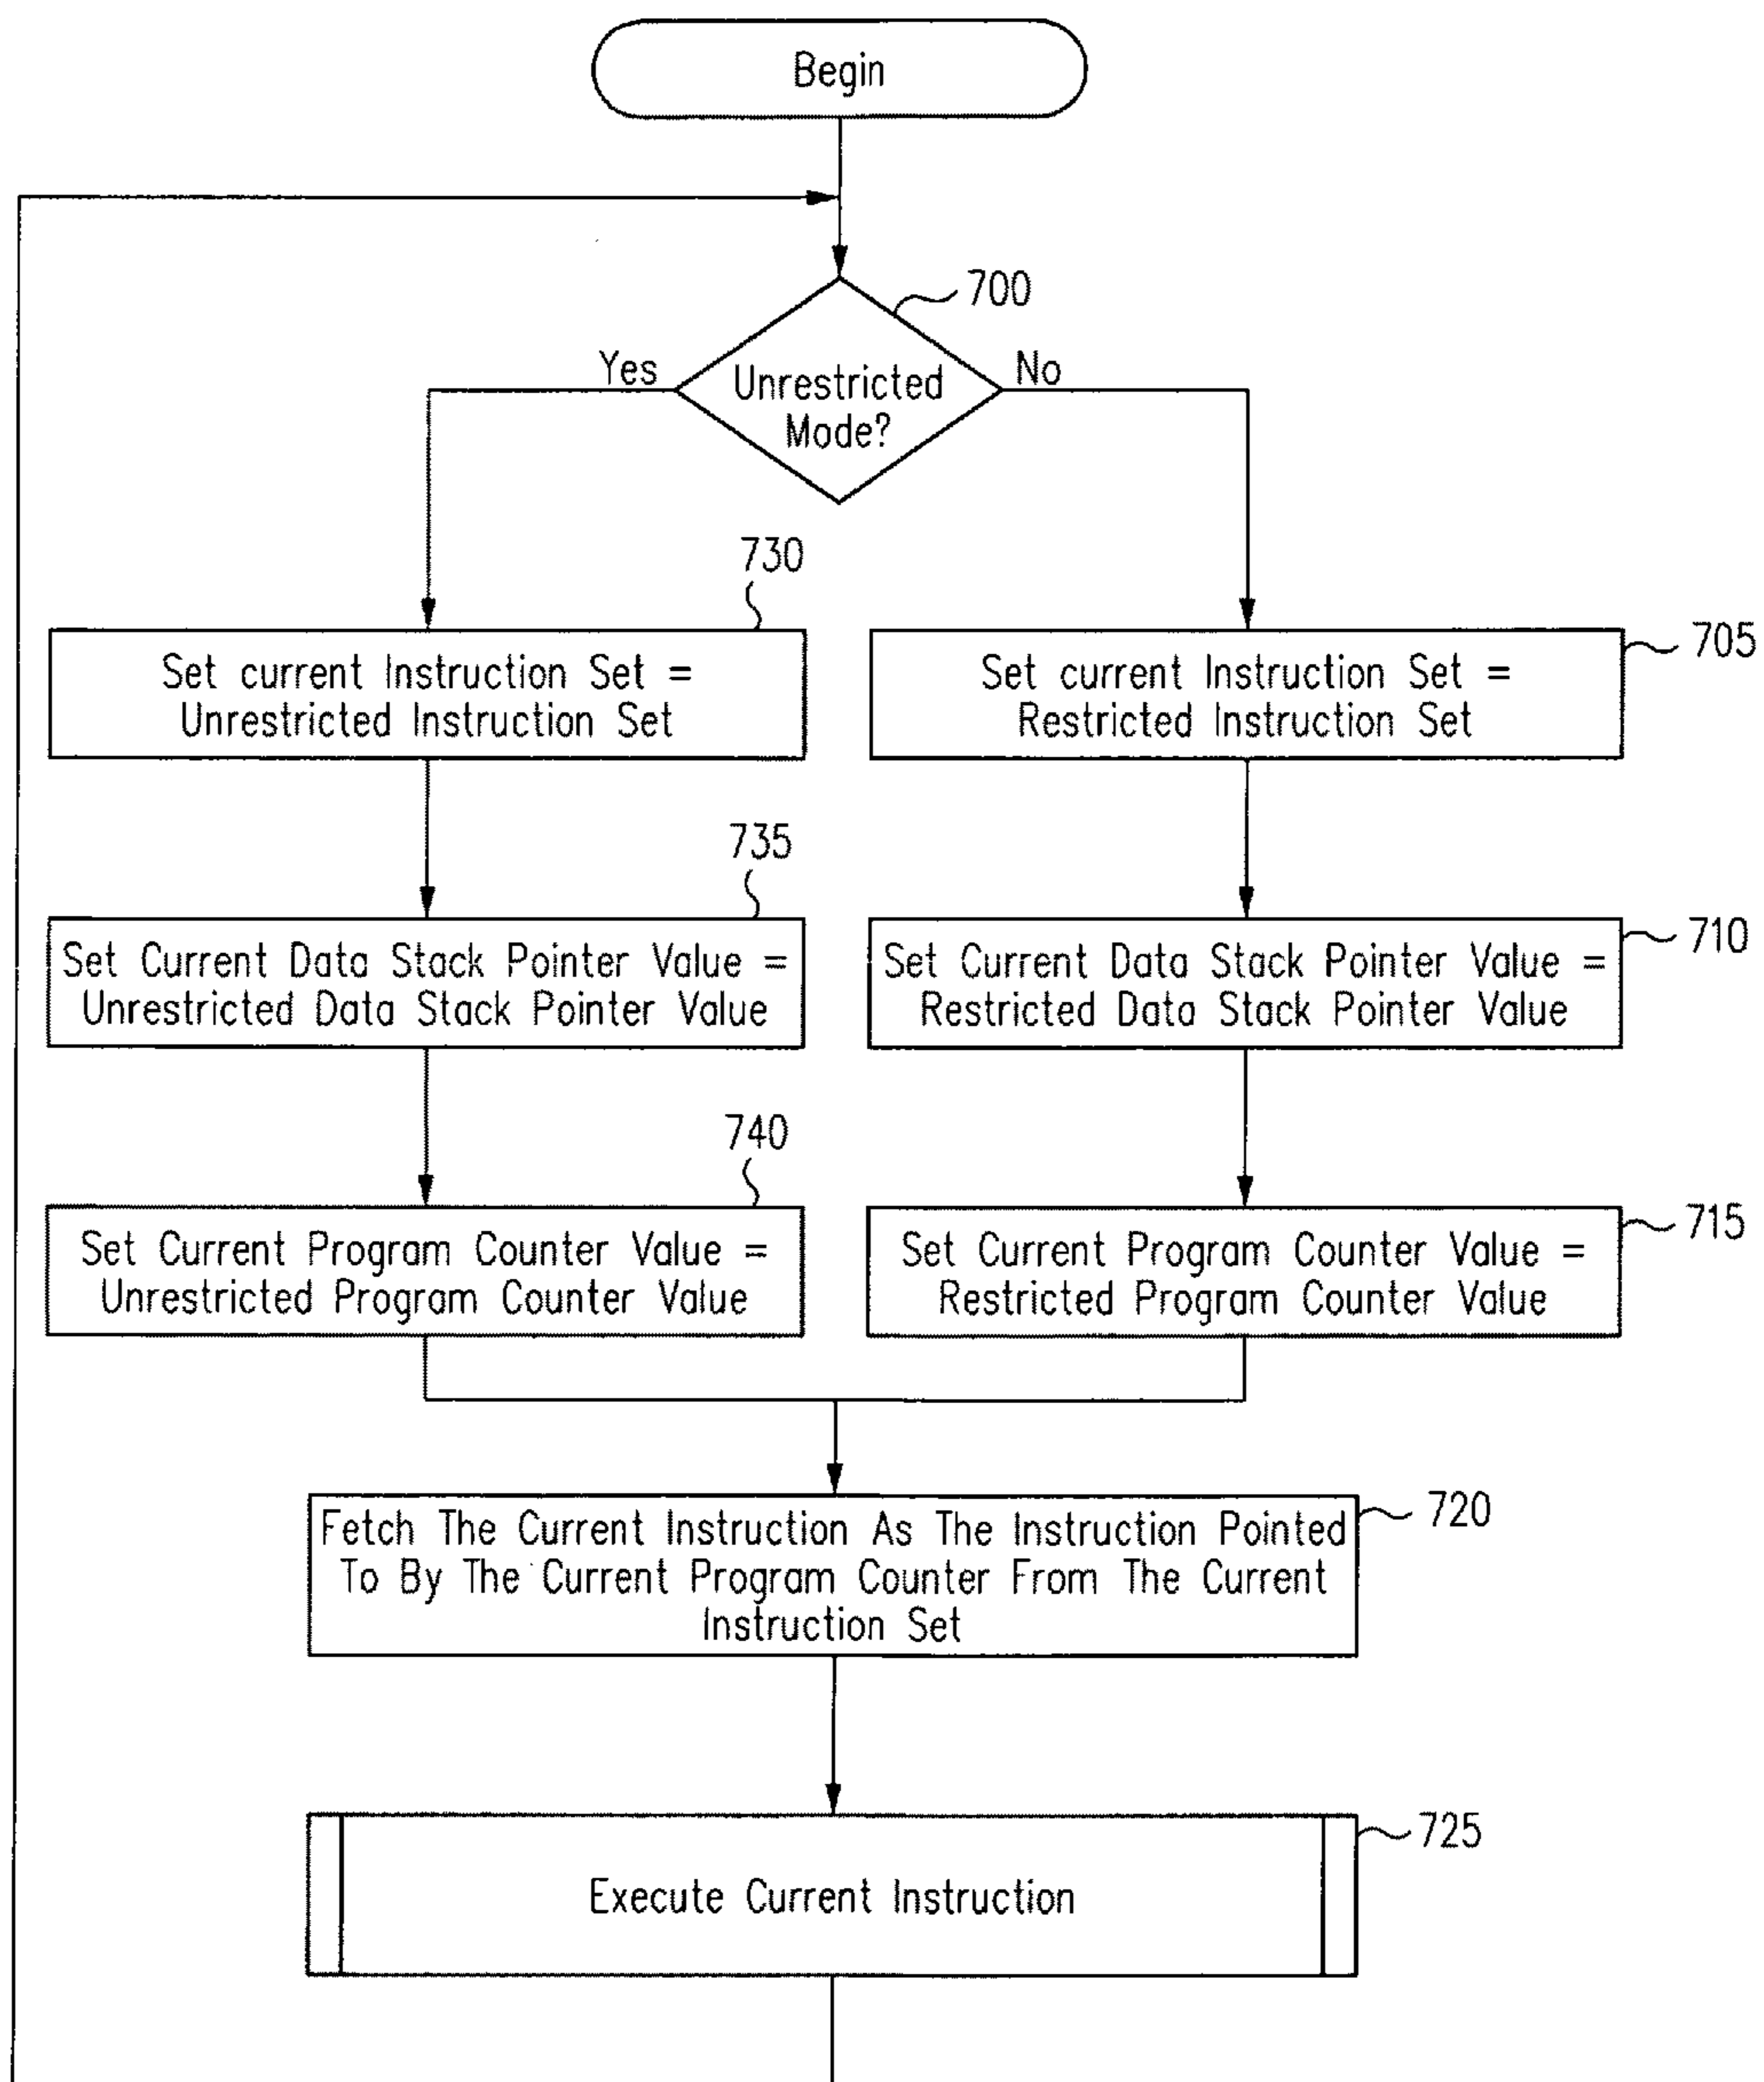 Begin
700
Yes
Unrestricted
Mode?
No
730
Set current Instruction Set =
Unrestricted Instruction Set
705
Set current Instruction Set =
Restricted Instruction Set
735
Set Current Data Stack Pointer Value =
Unrestricted Data Stack Pointer Value
710
Set Current Data Stack Pointer Value =
Restricted Data Stack Pointer Value
740
Set Current Program Counter Value =
Unrestricted Program Counter Value
715
Set Current Program Counter Value =
Restricted Program Counter Value
720
Fetch The Current Instruction As The Instruction Pointed
To By The Current Program Counter From The Current
Instruction Set
725
Execute Current Instruction